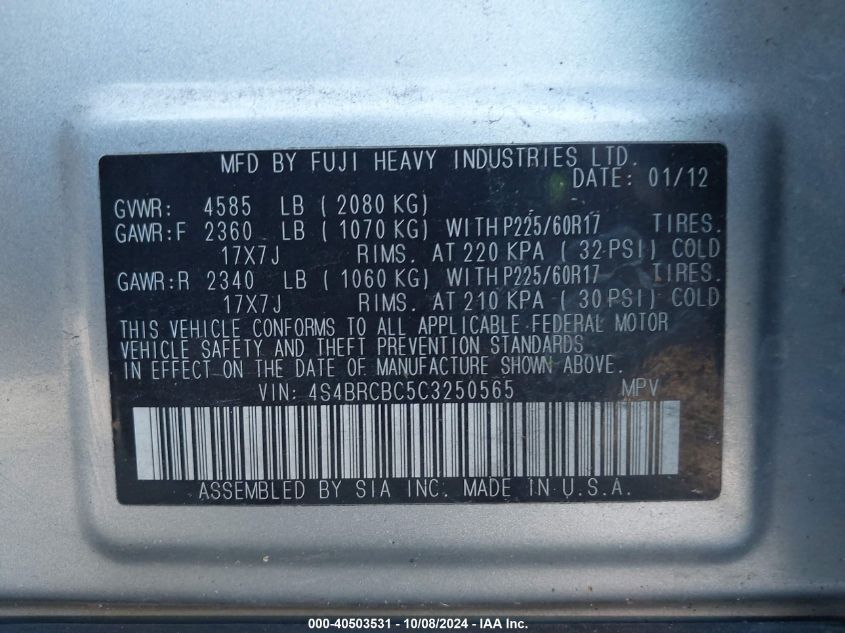 MFD BY FUJI HEAVY INDUSTRIES LTD.
DATE: 01/12
GVWR: 4585 LB ( 2080 KG)
GAWR:F 2360 LB ( 1070 KG) WITH P225/60R17 TIRES.
17X7J RIMS. AT 220 KPA ( 32 PSI) COLD
GAWR:R 2340 LB ( 1060 KG) WITH P225/60R17 TIRES.
17X7J RIMS. AT 210 KPA ( 30 PSI) COLD
THIS VEHICLE CONFORMS TO ALL APPLICABLE FEDERAL MOTOR
VEHICLE SAFETY AND THEFT PREVENTION STANDARDS
IN EFFECT ON THE DATE OF MANUFACTURE SHOWN ABOVE.
VIN: 4S4BRCBC5C3250565 MPV
ASSEMBLED BY SIA INC. MADE IN U.S.A.
000-40503531 - 10/08/2024 - IAA Inc.